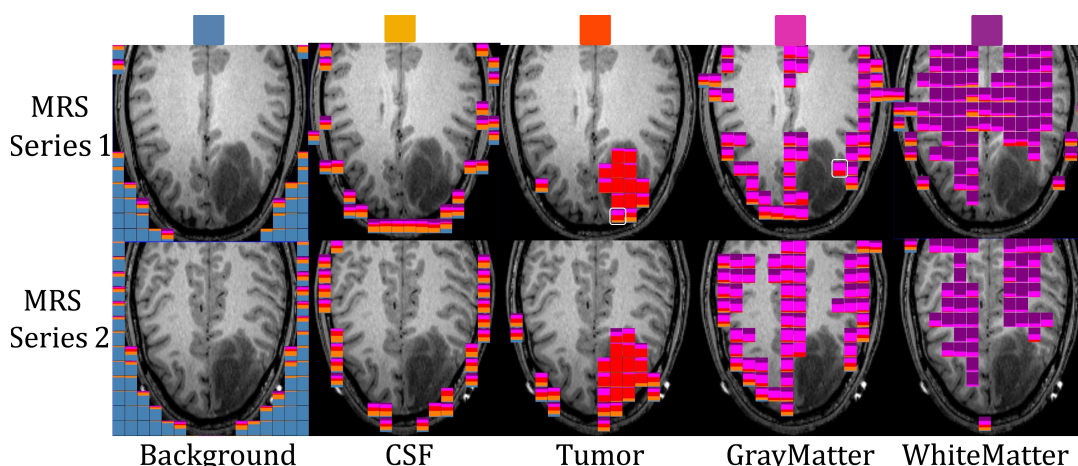 MRS
Series 1
MRS
Series 2
Background CSF Tumor GrayMatter WhiteMatter